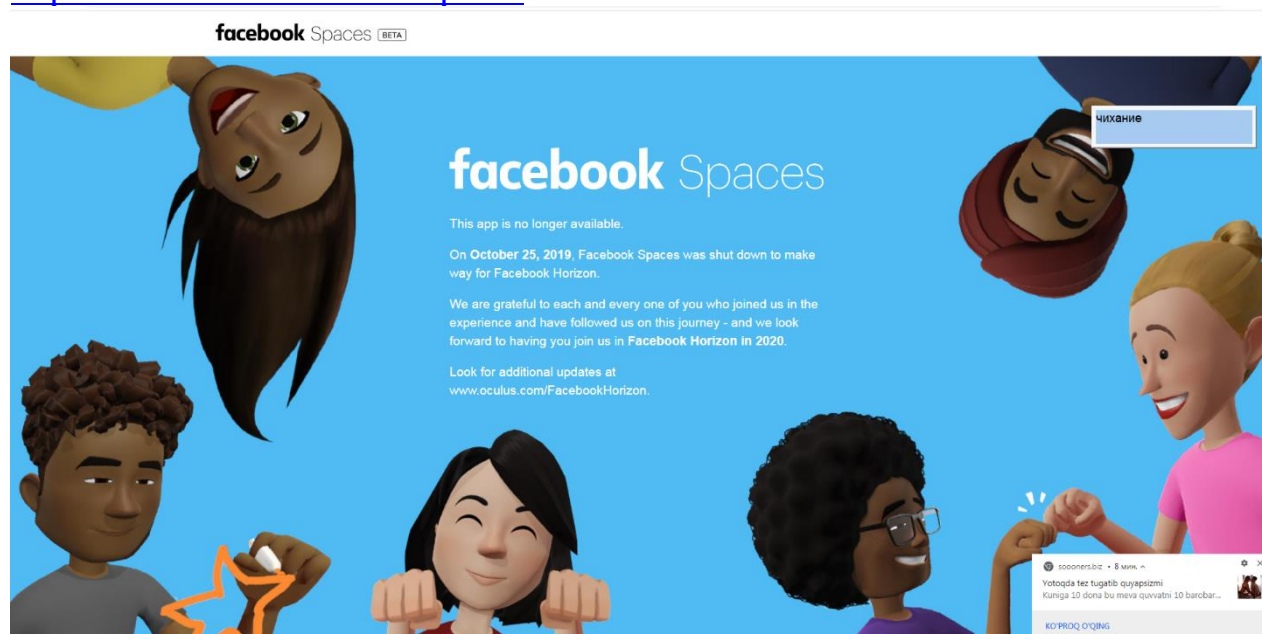 facebook Spaces BETA
чихание
facebook Spaces
This app is no longer available.
On October 25, 2019, Facebook Spaces was shut down to make
way for Facebook Horizon.
We are grateful to each and every one of you who joined us in the
experience and have followed us on this journey - and we look
forward to having you join us in Facebook Horizon in 2020.
Look for additional updates at
www.oculus.com/FacebookHorizon.
soooners.biz • 8 мин.
Yotoqda tez tugatib quyapsizmi
Kuniga 10 dona bu meva quvvatni 10 barobar...
KO'PROQ O'QING